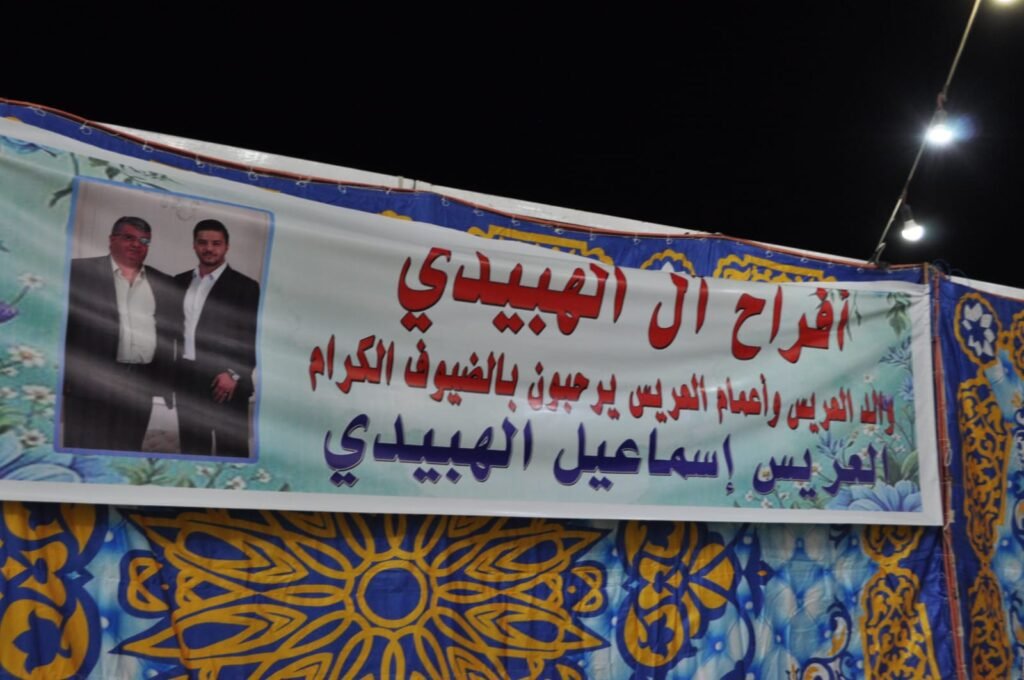 أفراح ال الهبيدي
والد العريس وأعمام العريس يرحبون بالضيوف الكرام
العريس إسماعيل الهبيدي